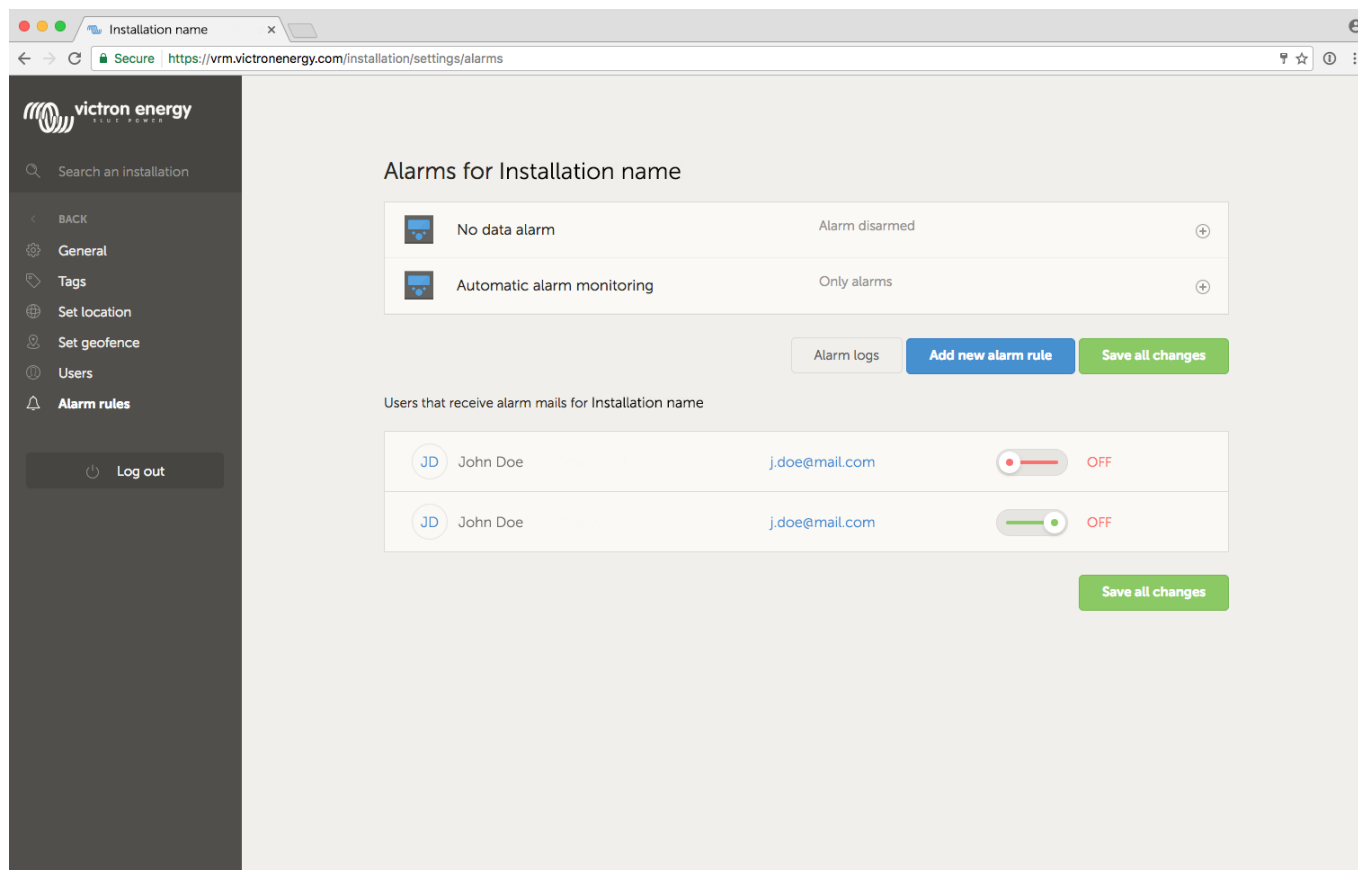 Installation name
Secure https://vrm.victronenergy.com/installation/settings/alarms
victron energy
BLUE POWER
Search an installation
BACK
General
Tags
Set location
Set geofence
Users
Alarm rules
Log out
Alarms for Installation name
No data alarm Alarm disarmed
Automatic alarm monitoring Only alarms
Alarm logs Add new alarm rule Save all changes
Users that receive alarm mails for Installation name
JD John Doe j.doe@mail.com OFF
JD John Doe j.doe@mail.com OFF
Save all changes